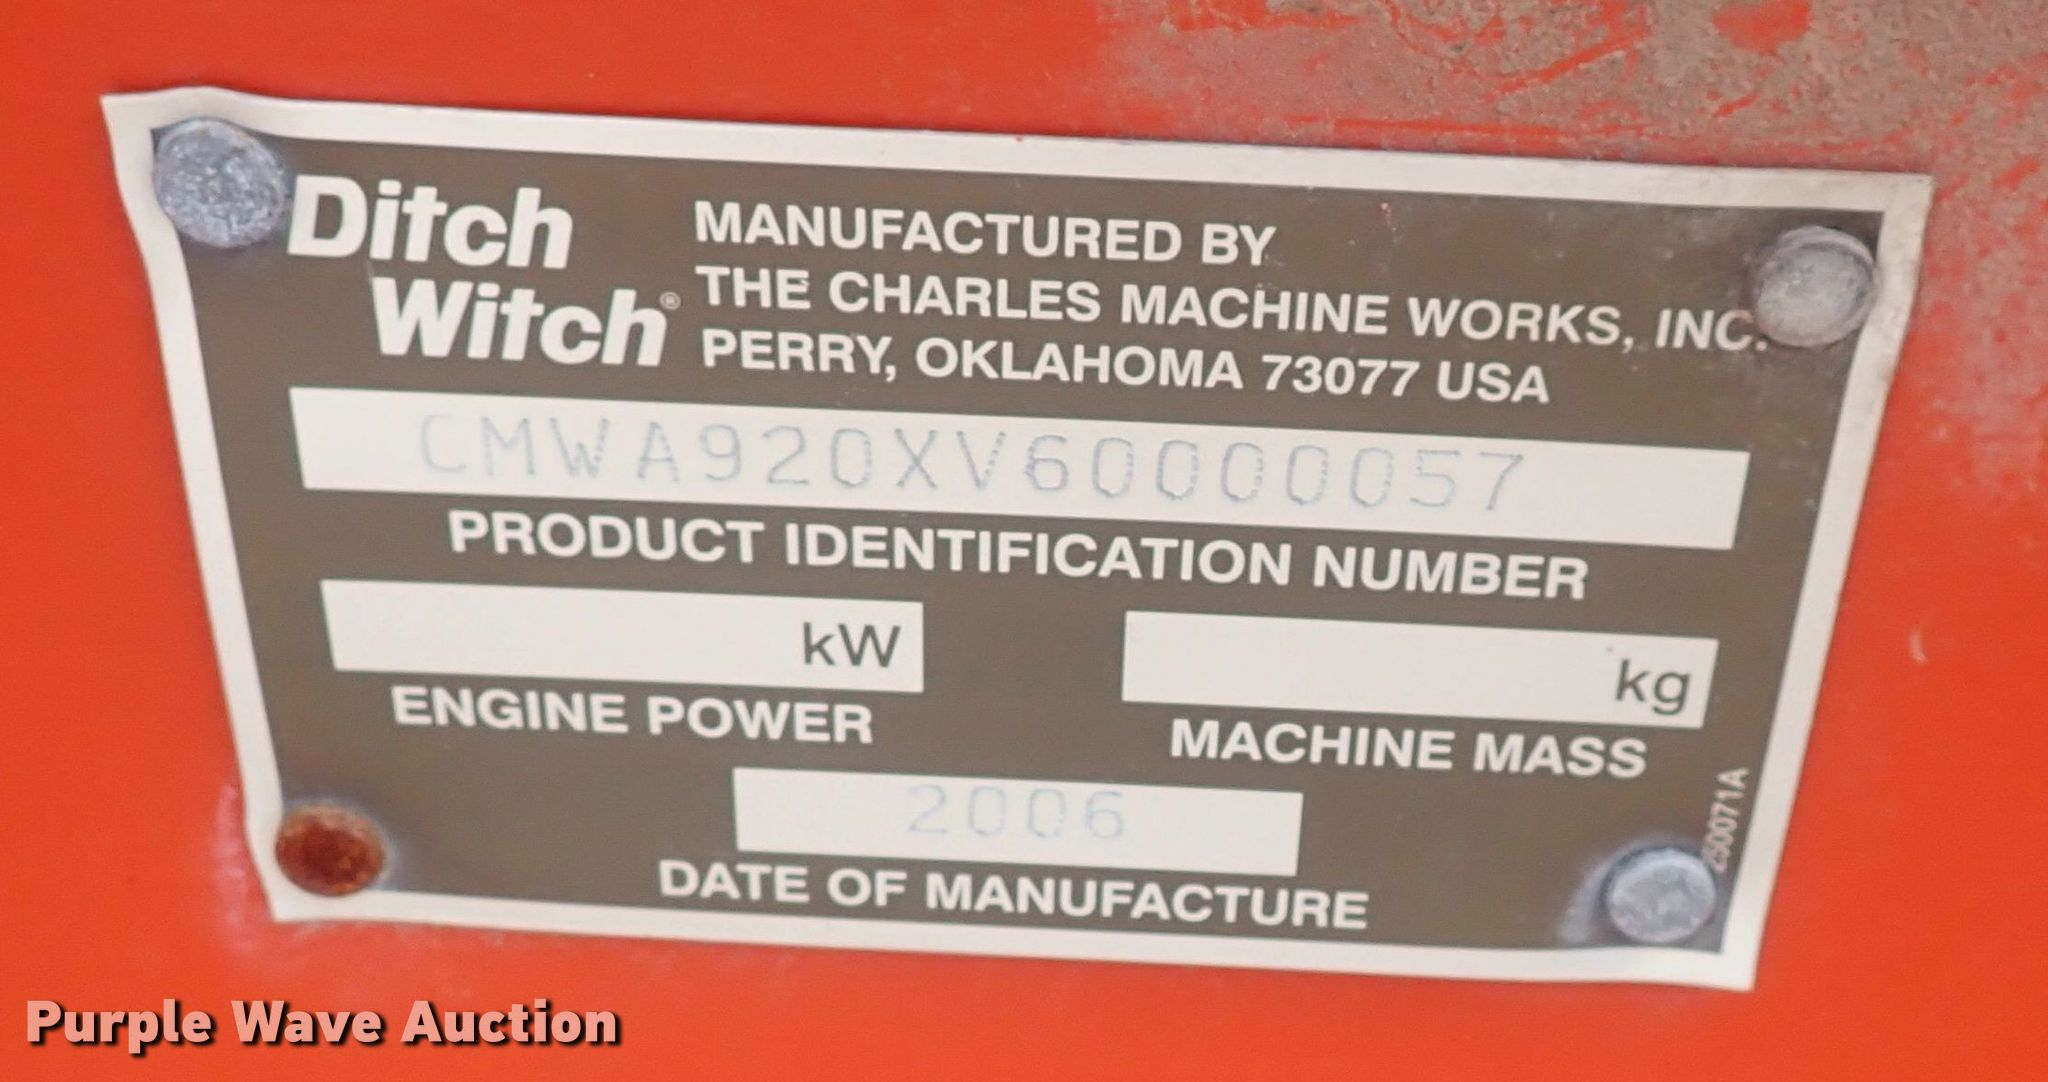 Ditch
Witch®
MANUFACTURED BY
THE CHARLES MACHINE WORKS, INC.
PERRY, OKLAHOMA 73077 USA
CMWA920XV60000057
PRODUCT IDENTIFICATION NUMBER
kW
ENGINE POWER
kg
MACHINE MASS
2006
DATE OF MANUFACTURE
250071A
Purple Wave Auction